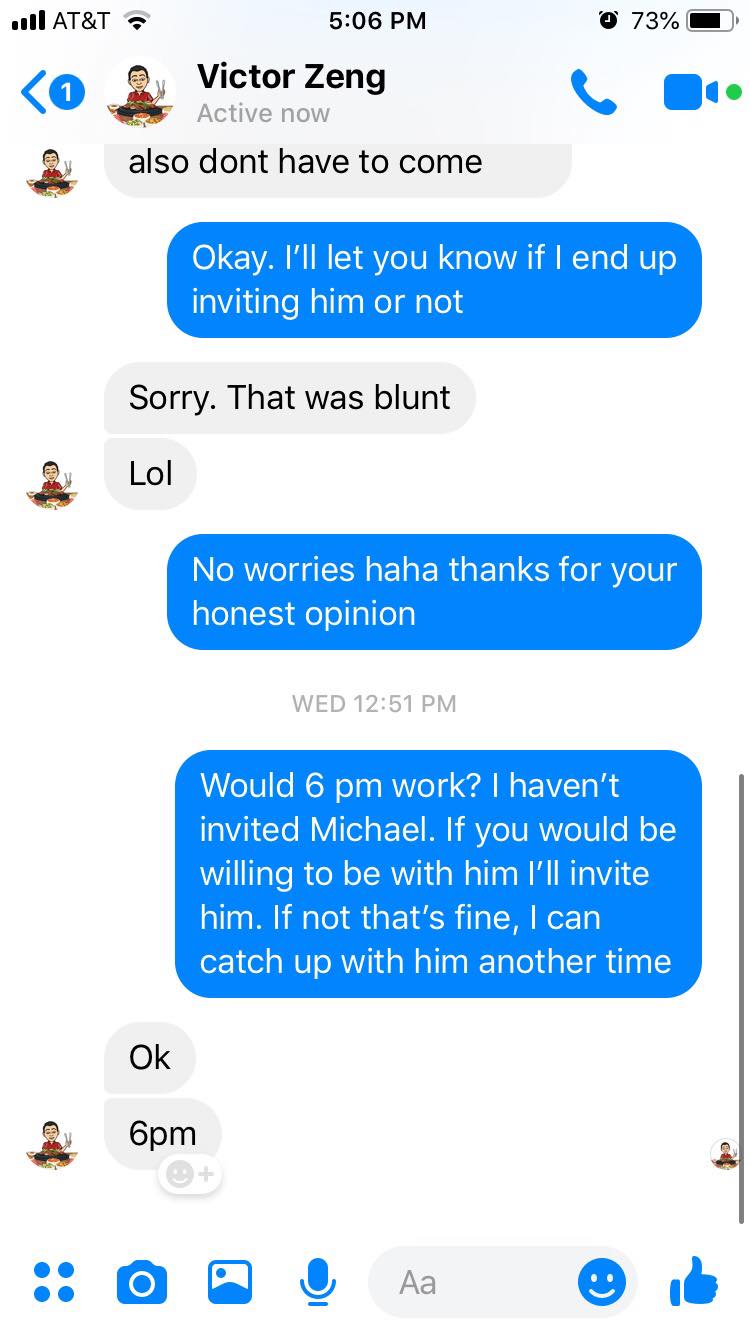 AT&T
5:06 PM
73%
1
Victor Zeng
Active now
also dont have to come
Okay. I’ll let you know if I end up
inviting him or not
Sorry. That was blunt
Lol
No worries haha thanks for your
honest opinion
WED 12:51 PM
Would 6 pm work? I haven’t
invited Michael. If you would be
willing to be with him I’ll invite
him. If not that’s fine, I can
catch up with him another time
Ok
6pm
Aa